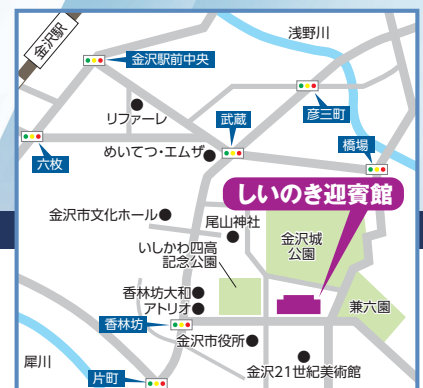 金沢駅
浅野川
金沢駅前中央
リファーレ
武蔵
彦三町
六枚
めいてつ・エムザ
橋場
しいのき迎賓館
金沢市文化ホール
尾山神社
金沢城
公園
いしかわ四高
記念公園
香林坊大和
アトリオ
兼六園
香林坊
金沢市役所
犀川
金沢21世紀美術館
片町